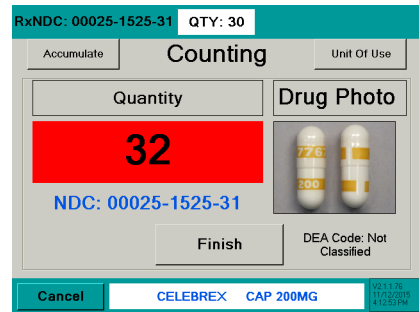 RxNDC: 00025-1525-31 QTY: 30
Accumulate Counting Unit Of Use
Quantity Drug Photo
32
7767
200
NDC: 00025-1525-31
Finish
DEA Code: Not
Classified
Cancel CELEBREX CAP 200MG
V2.1.1.76
11/12/2015
4:12:53 PM